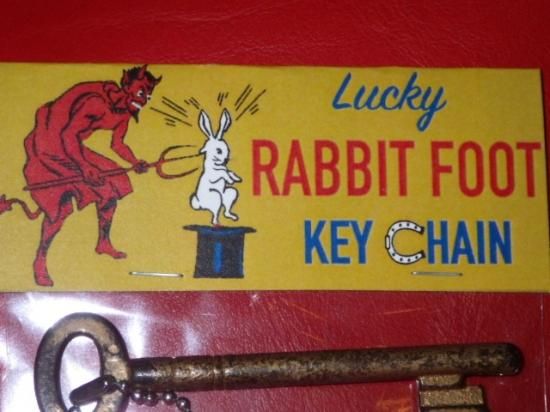 Lucky
RABBIT FOOT
KEY CHAIN